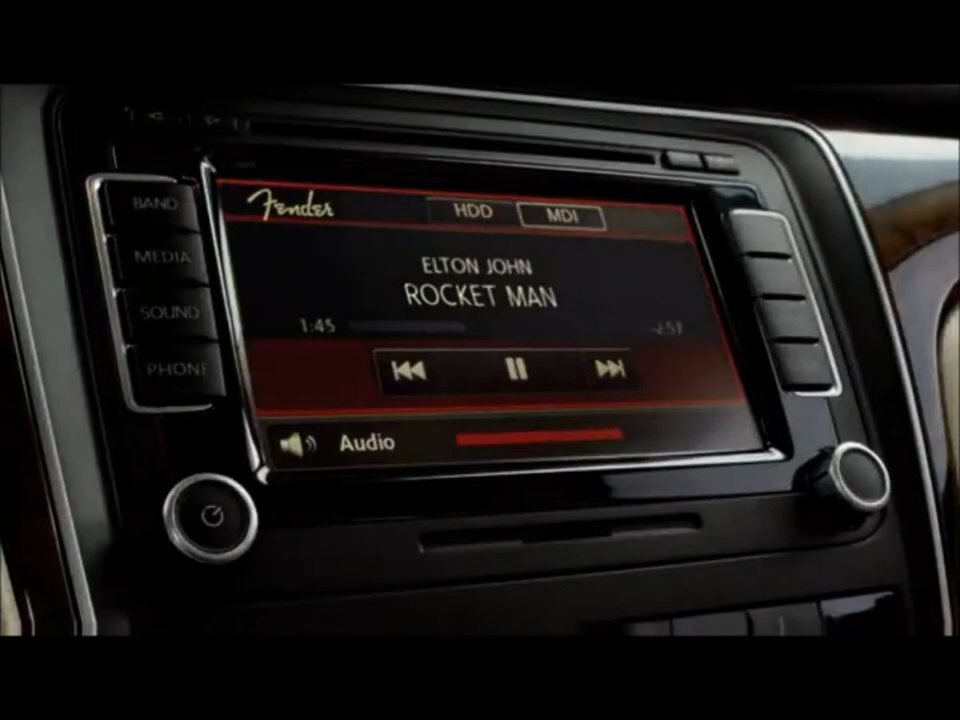 Fender
HDD MDI
BAND
MEDIA
SOUND
PHONE
ELTON JOHN
ROCKET MAN
1:45 -2:57
Audio